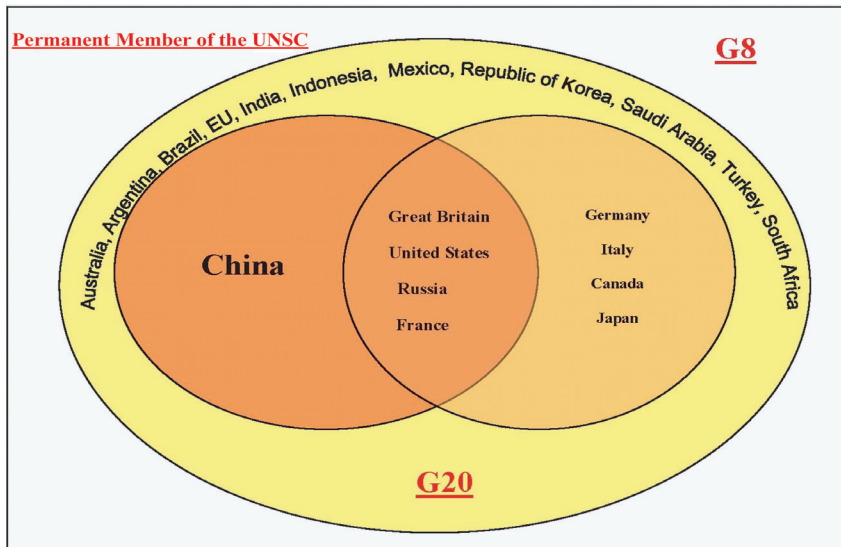 Permanent Member of the UNSC
G8
Australia, Argentina, Brazil, EU, India, Indonesia, Mexico, Republic of Korea, Saudi Arabia, Turkey, South Africa
China
Great Britain
United States
Russia
France
Germany
Italy
Canada
Japan
G20